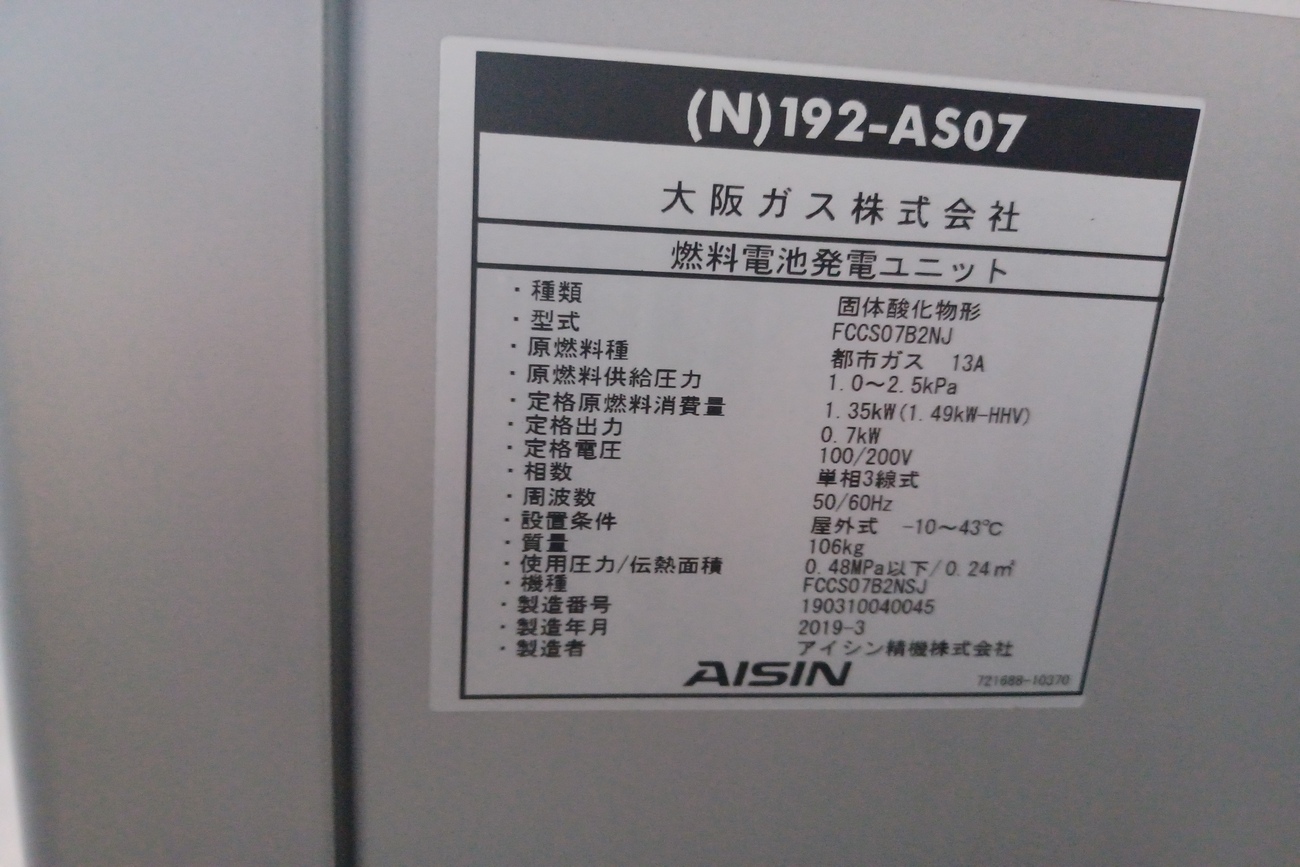 (N)192-AS07
大阪ガス株式会社
燃料電池発電ユニット
・種類 固体酸化物形
・型式 FCCS07B2NJ
・原燃料種 都市ガス 13A
・原燃料供給圧力 1.0～2.5kPa
・定格原燃料消費量 1.35kW(1.49kW-HHV)
・定格出力 0.7kW
・定格電圧 100/200V
・相数 単相3線式
・周波数 50/60Hz
・設置条件 屋外式 -10～43℃
・質量 106kg
・使用圧力/伝熱面積 0.48MPa以下/0.24㎡
・機種 FCCS07B2NSJ
・製造番号 190310040045
・製造年月 2019-3
・製造者 アイシン精機株式会社
AISIN
721688-10370